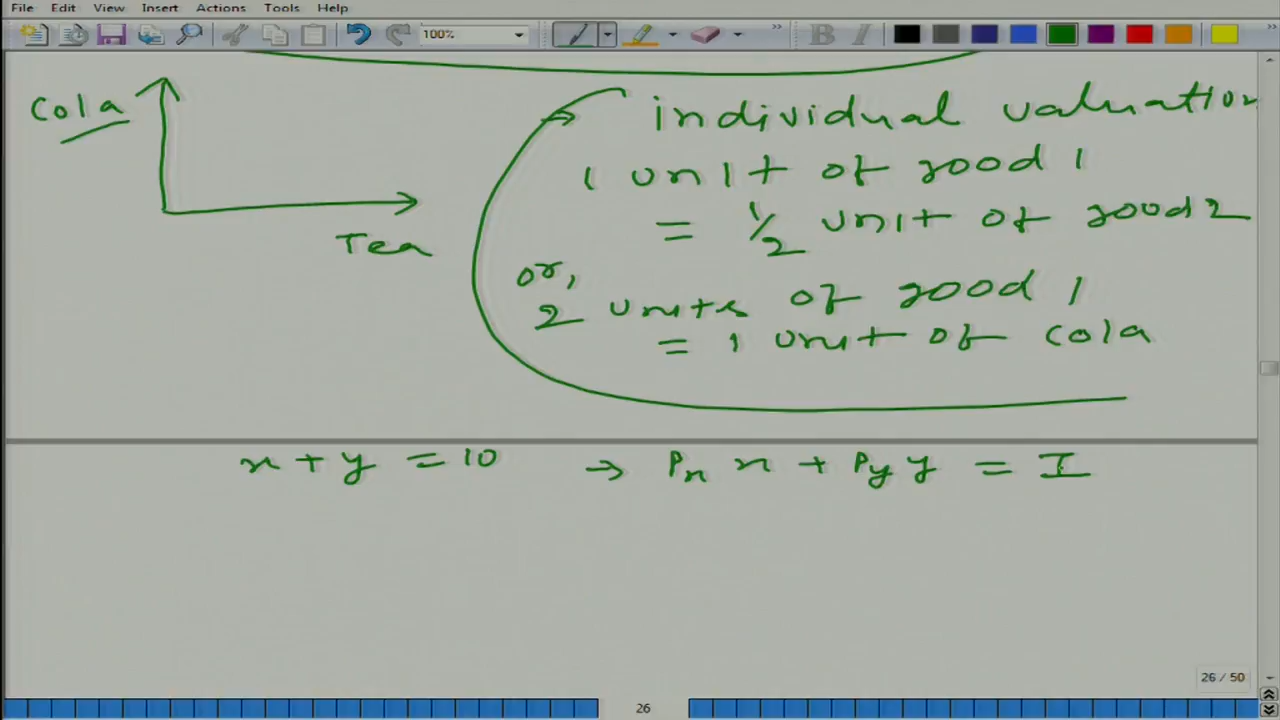 File Edit View Insert Actions Tools Help
100%
Cola
Tea
individual valuation
1 unit of good 1
= 1/2 unit of good 2
or,
2 units of good 1
= 1 unit of cola
x + y = 10 → Px x + Py y = I
26 / 50
26